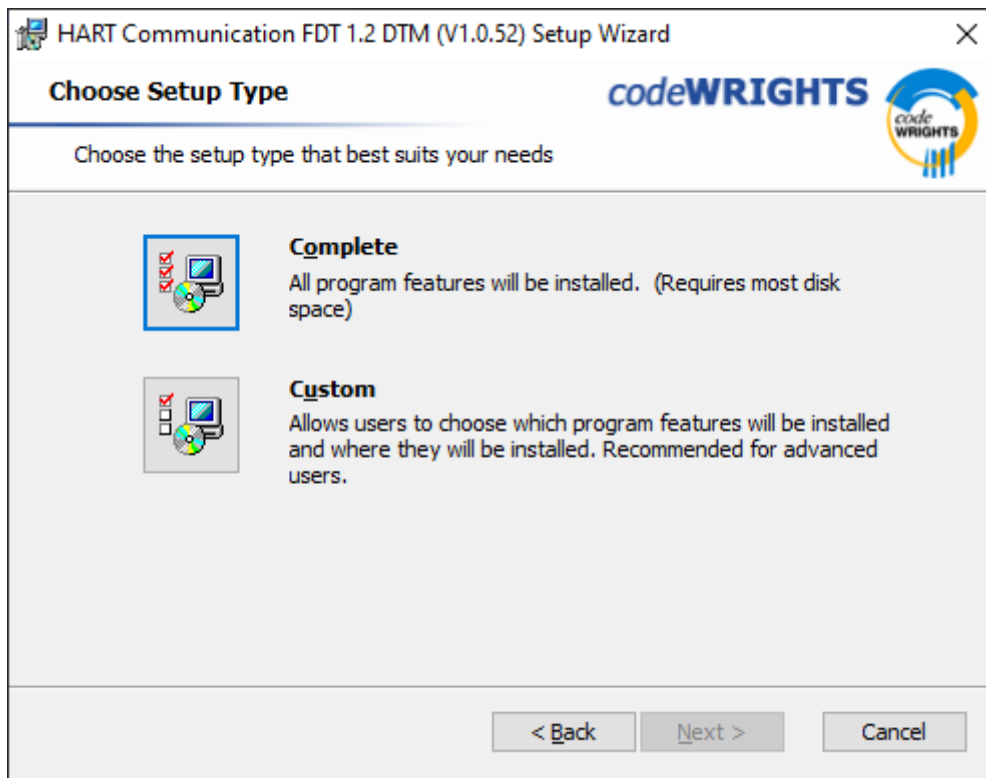 HART Communication FDT 1.2 DTM (V1.0.52) Setup Wizard
Choose Setup Type
codeWRIGHTS
code
WRIGHTS
Choose the setup type that best suits your needs
Complete
All program features will be installed.  (Requires most disk
space)
Custom
Allows users to choose which program features will be installed
and where they will be installed. Recommended for advanced
users.
< Back
Next >
Cancel